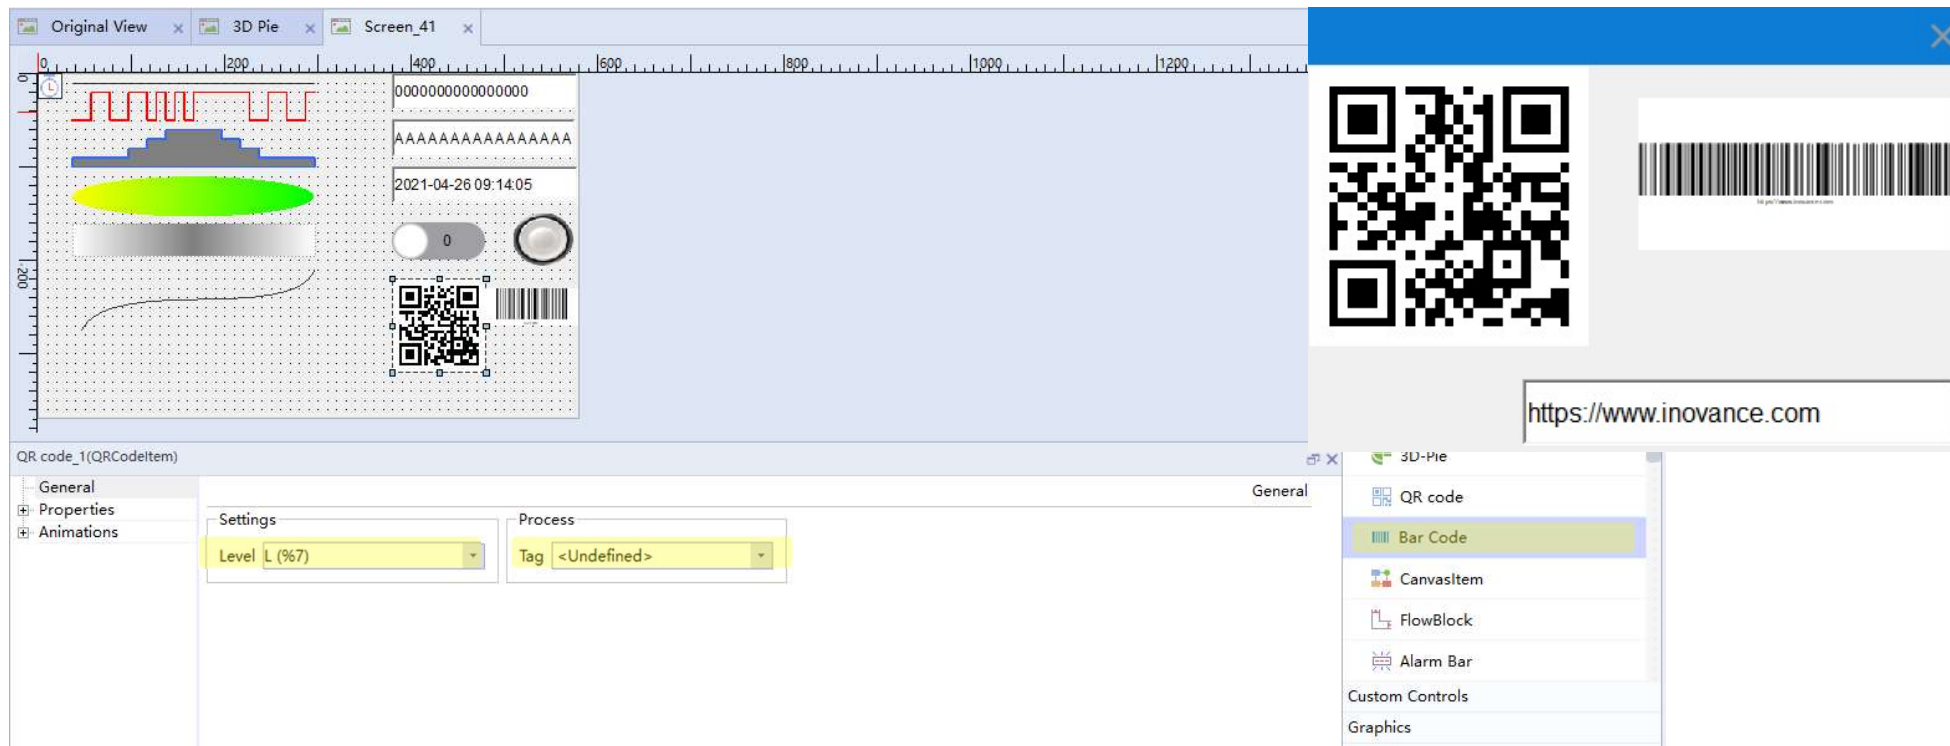 Original View
3D Pie
Screen_41
0 200 400 600 800 1000 1200
0
200
0000000000000000
AAAAAAAAAAAAAAAA
2021-04-26 09:14:05
0
https://www.inovance.com
QR code_1(QRCodeItem)
General
Properties
Animations
General
Settings
Level L (%7)
Process
Tag <Undefined>
3D-Pie
QR code
Bar Code
CanvasItem
FlowBlock
Alarm Bar
Custom Controls
Graphics